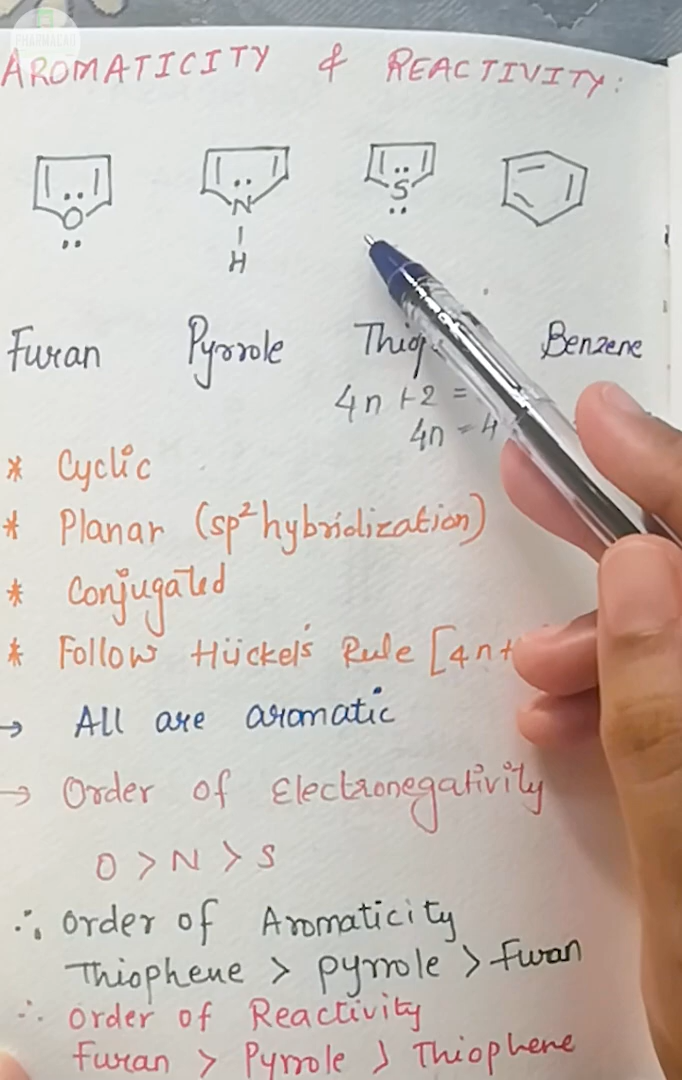 PHARMACAD
AROMATICITY & REACTIVITY:
O N S
H
Furan Pyrrole Benzene
4n+2 =
4n = 4
* Cyclic
* Planar (sp² hybridization)
* Conjugated
* Follow Hückel's Rule [4n+
→ All are aromatic
→ Order of Electronegativity
O > N > S
∴ Order of Aromaticity
Thiophene > pyrrole > Furan
∴ Order of Reactivity
Furan > Pyrrole > Thiophene